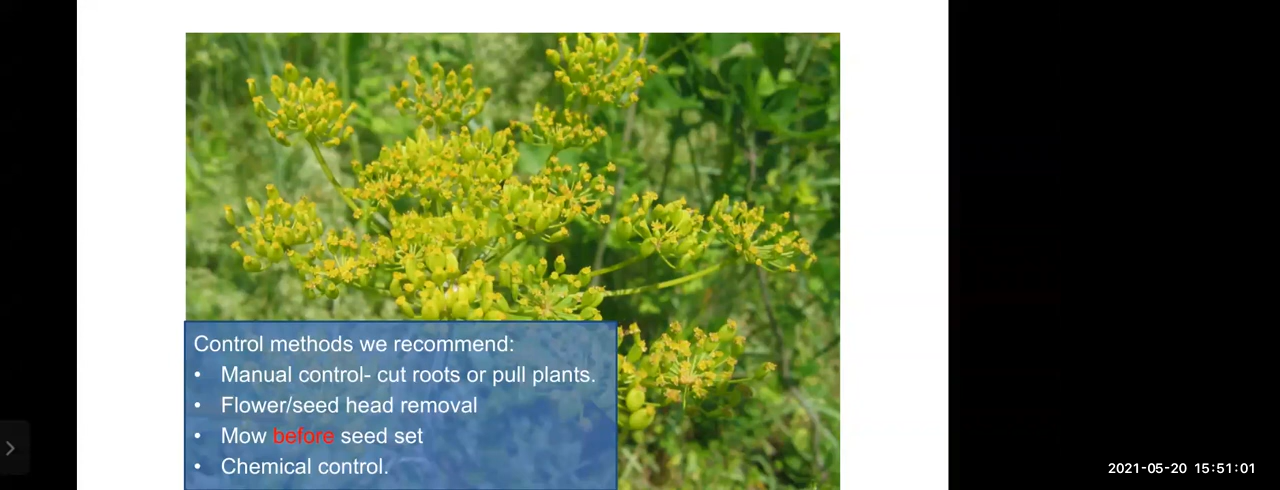 Control methods we recommend:
• Manual control- cut roots or pull plants.
• Flower/seed head removal
• Mow before seed set
• Chemical control.
2021-05-20 15:51:01